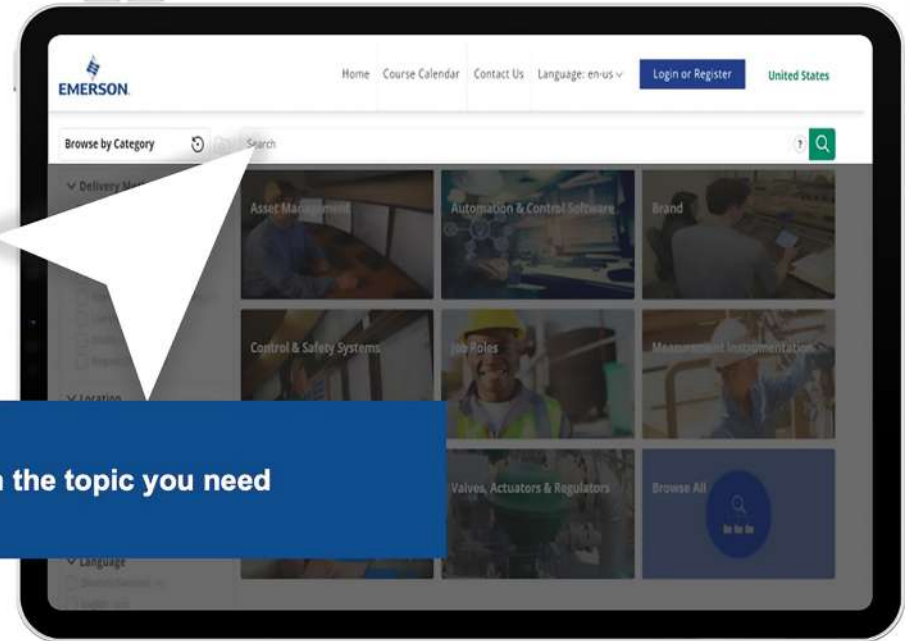 EMERSON
Home Course Calendar Contact Us Language: en-us Login or Register United States
Browse by Category
Search
?
Delivery
Asset Management
Automation & Control Software
Brand
Control & Safety Systems
Job Roles
Measurement Instrumentation
Location
the topic you need
Valves, Actuators & Regulators
Browse All
Language